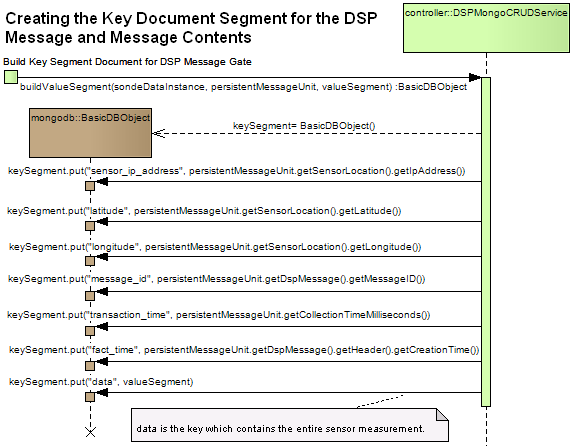 Creating the Key Document Segment for the DSP
Message and Message Contents
controller::DSPMongoCRUDService
Build Key Segment Document for DSP Message Gate
buildValueSegment(sondeDataInstance, persistentMessageUnit, valueSegment) :BasicDBObject
mongodb::BasicDBObject
keySegment= BasicDBObject()
keySegment.put("sensor_ip_address", persistentMessageUnit.getSensorLocation().getIpAddress())
keySegment.put("latitude", persistentMessageUnit.getSensorLocation().getLatitude())
keySegment.put("longitude", persistentMessageUnit.getSensorLocation().getLongitude())
keySegment.put("message_id", persistentMessageUnit.getDspMessage().getMessageID())
keySegment.put("transaction_time", persistentMessageUnit.getCollectionTimeMilliseconds())
keySegment.put("fact_time", persistentMessageUnit.getDspMessage().getHeader().getCreationTime())
keySegment.put("data", valueSegment)
data is the key which contains the entire sensor measurement.